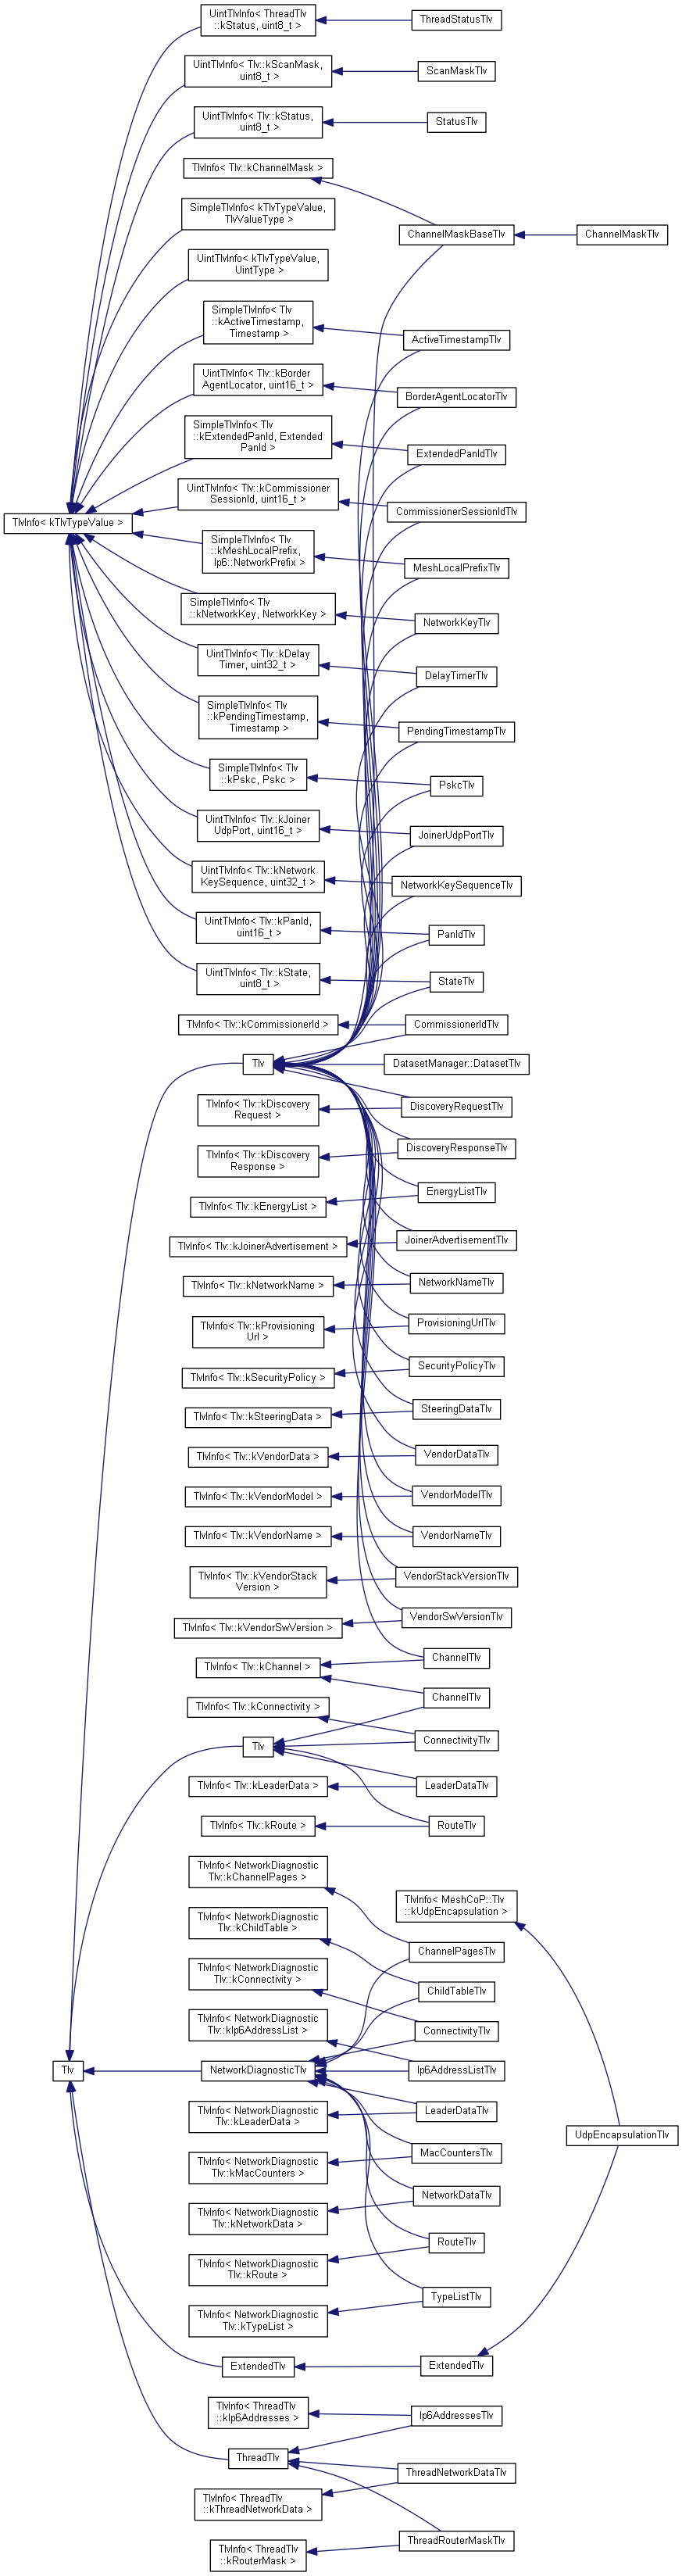 UintTlvInfo< ThreadTlv
::kStatus, uint8_t >
ThreadStatusTlv
UintTlvInfo< Tlv::kScanMask,
uint8_t >
ScanMaskTlv
UintTlvInfo< Tlv::kStatus,
uint8_t >
StatusTlv
TlvInfo< Tlv::kChannelMask >
SimpleTlvInfo< kTlvTypeValue,
TlvValueType >
ChannelMaskBaseTlv
ChannelMaskTlv
UintTlvInfo< kTlvTypeValue,
UintType >
SimpleTlvInfo< Tlv
::kActiveTimestamp,
Timestamp >
ActiveTimestampTlv
UintTlvInfo< Tlv::kBorder
AgentLocator, uint16_t >
BorderAgentLocatorTlv
SimpleTlvInfo< Tlv
::kExtendedPanId, Extended
PanId >
ExtendedPanIdTlv
UintTlvInfo< Tlv::kCommissioner
SessionId, uint16_t >
CommissionerSessionIdTlv
TlvInfo< kTlvTypeValue >
SimpleTlvInfo< Tlv
::kMeshLocalPrefix,
Ip6::NetworkPrefix >
MeshLocalPrefixTlv
SimpleTlvInfo< Tlv
::kNetworkKey, NetworkKey >
NetworkKeyTlv
UintTlvInfo< Tlv::kDelay
Timer, uint32_t >
DelayTimerTlv
SimpleTlvInfo< Tlv
::kPendingTimestamp,
Timestamp >
PendingTimestampTlv
SimpleTlvInfo< Tlv
::kPskc, Pskc >
PskcTlv
UintTlvInfo< Tlv::kJoiner
UdpPort, uint16_t >
JoinerUdpPortTlv
UintTlvInfo< Tlv::kNetwork
KeySequence, uint32_t >
NetworkKeySequenceTlv
UintTlvInfo< Tlv::kPanId,
uint16_t >
PanIdTlv
UintTlvInfo< Tlv::kState,
uint8_t >
StateTlv
TlvInfo< Tlv::kCommissionerId >
CommissionerIdTlv
Tlv
DatasetManager::DatasetTlv
TlvInfo< Tlv::kDiscovery
Request >
DiscoveryRequestTlv
TlvInfo< Tlv::kDiscovery
Response >
DiscoveryResponseTlv
TlvInfo< Tlv::kEnergyList >
EnergyListTlv
TlvInfo< Tlv::kJoinerAdvertisement >
JoinerAdvertisementTlv
TlvInfo< Tlv::kNetworkName >
NetworkNameTlv
TlvInfo< Tlv::kProvisioning
Url >
ProvisioningUrlTlv
TlvInfo< Tlv::kSecurityPolicy >
SecurityPolicyTlv
TlvInfo< Tlv::kSteeringData >
SteeringDataTlv
TlvInfo< Tlv::kVendorData >
VendorDataTlv
TlvInfo< Tlv::kVendorModel >
VendorModelTlv
TlvInfo< Tlv::kVendorName >
VendorNameTlv
TlvInfo< Tlv::kVendorStack
Version >
VendorStackVersionTlv
TlvInfo< Tlv::kVendorSwVersion >
VendorSwVersionTlv
TlvInfo< Tlv::kChannel >
ChannelTlv
ChannelTlv
TlvInfo< Tlv::kConnectivity >
ConnectivityTlv
Tlv
TlvInfo< Tlv::kLeaderData >
LeaderDataTlv
TlvInfo< Tlv::kRoute >
RouteTlv
TlvInfo< NetworkDiagnostic
Tlv::kChannelPages >
ChannelPagesTlv
TlvInfo< MeshCoP::Tlv
::kUdpEncapsulation >
TlvInfo< NetworkDiagnostic
Tlv::kChildTable >
ChildTableTlv
TlvInfo< NetworkDiagnostic
Tlv::kConnectivity >
ConnectivityTlv
TlvInfo< NetworkDiagnostic
Tlv::kIp6AddressList >
Ip6AddressListTlv
Tlv
NetworkDiagnosticTlv
TlvInfo< NetworkDiagnostic
Tlv::kLeaderData >
LeaderDataTlv
UdpEncapsulationTlv
TlvInfo< NetworkDiagnostic
Tlv::kMacCounters >
MacCountersTlv
TlvInfo< NetworkDiagnostic
Tlv::kNetworkData >
NetworkDataTlv
TlvInfo< NetworkDiagnostic
Tlv::kRoute >
RouteTlv
TlvInfo< NetworkDiagnostic
Tlv::kTypeList >
TypeListTlv
ExtendedTlv
ExtendedTlv
TlvInfo< ThreadTlv
::kIp6Addresses >
Ip6AddressesTlv
ThreadTlv
ThreadNetworkDataTlv
TlvInfo< ThreadTlv
::kThreadNetworkData >
ThreadRouterMaskTlv
TlvInfo< ThreadTlv
::kRouterMask >